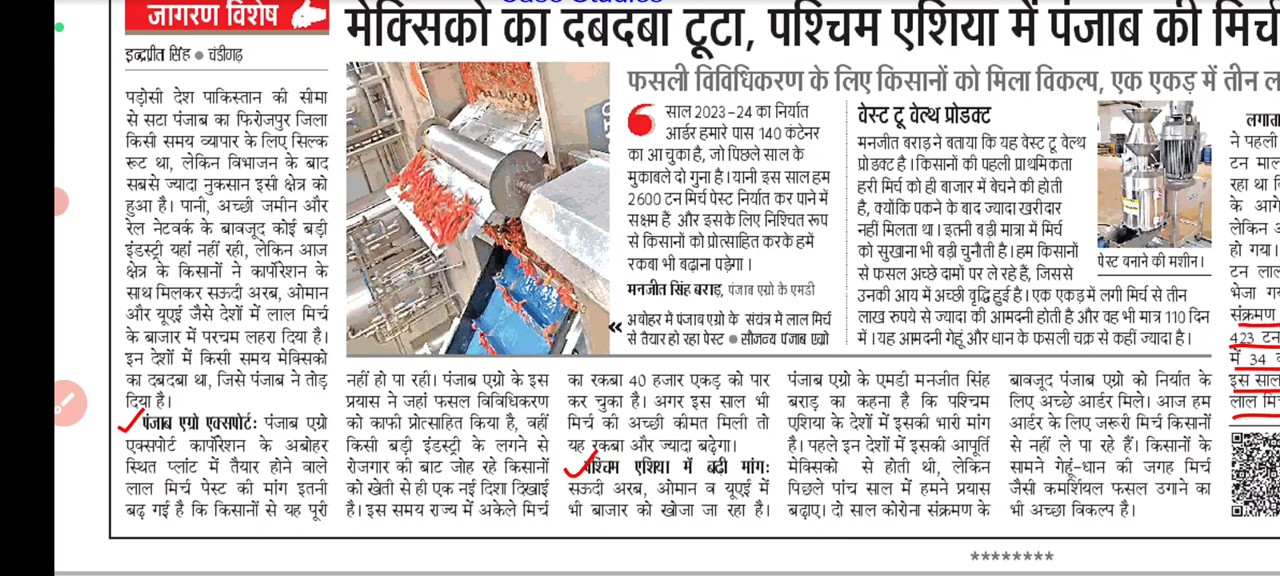 जागरण विशेष
मेक्सिको का दबदबा टूटा, पश्चिम एशिया में पंजाब की
फसली विविधिकरण के लिए किसानों को मिला विकल्प, एक एकड़ में तीन
इन्द्रप्रीत सिंह ● चंडीगढ़
पड़ोसी देश पाकिस्तान की सीमा
से सटा पंजाब का फिरोजपुर जिला
किसी समय व्यापार के लिए सिल्क
रूट था, लेकिन विभाजन के बाद
सबसे ज्यादा नुकसान इसी क्षेत्र को
हुआ है। पानी, अच्छी जमीन और
रेल नेटवर्क के बावजूद कोई बड़ी
इंडस्ट्री यहां नहीं रही, लेकिन आज
क्षेत्र के किसानों ने कार्पोरेशन के
साथ मिलकर सऊदी अरब, ओमान
और यूएई जैसे देशों में लाल मिर्च
के बाजार में परचम लहरा दिया है।
इन देशों में किसी समय मेक्सिको
का दबदबा था, जिसे पंजाब ने तोड़
दिया है।
पंजाब एग्रो एक्सपोर्ट: पंजाब एग्रो
एक्सपोर्ट कार्पोरेशन के अबोहर
स्थित प्लांट में तैयार होने वाले
लाल मिर्च पेस्ट की मांग इतनी
बढ़ गई है कि किसानों से यह पूरी
साल 2023-24 का निर्यात
आर्डर हमारे पास 140 कंटेनर
का आ चुका है, जो पिछले साल के
मुकाबले दो गुना है। यानी इस साल हम
2600 टन मिर्च पेस्ट निर्यात कर पाने में
सक्षम हैं और इसके लिए निश्चित रूप
से किसानों को प्रोत्साहित करके हमें
रकबा भी बढ़ाना पड़ेगा।
मनजीत सिंह बराड़, पंजाब एग्रो के एमडी
« अबोहर में पंजाब एग्रो के संयंत्र में लाल मिर्च
से तैयार हो रहा पेस्ट ● सौजन्य पंजाब एग्रो
वेस्ट टू वेल्थ प्रोडक्ट
मनजीत बराड़ ने बताया कि यह वेस्ट टू वेल्थ
प्रोडक्ट है। किसानों की पहली प्राथमिकता
हरी मिर्च को ही बाजार में बेचने की होती
है, क्योंकि पकने के बाद ज्यादा खरीदार
नहीं मिलता था। इतनी बड़ी मात्रा में मिर्च
को सुखाना भी बड़ी चुनौती है। हम किसानों
से फसल अच्छे दामों पर ले रहे हैं, जिससे
उनकी आय में अच्छी वृद्धि हुई है। एक एकड़ में लगी मिर्च से तीन
लाख रुपये से ज्यादा की आमदनी होती है और वह भी मात्र 110 दिन
में। यह आमदनी गेहूं और धान के फसली चक्र से कहीं ज्यादा है।
पेस्ट बनाने की मशीन।
नहीं हो पा रही। पंजाब एग्रो के इस
प्रयास ने जहां फसल विविधिकरण
को काफी प्रोत्साहित किया है, वहीं
किसी बड़ी इंडस्ट्री के लगने से
रोजगार की बाट जोह रहे किसानों
को खेती से ही एक नई दिशा दिखाई
है। इस समय राज्य में अकेले मिर्च
का रकबा 40 हजार एकड़ को पार
कर चुका है। अगर इस साल भी
मिर्च की अच्छी कीमत मिली तो
यह रकबा और ज्यादा बढ़ेगा।
पश्चिम एशिया में बढ़ी मांग:
सऊदी अरब, ओमान व यूएई में
भी बाजार को खोजा जा रहा है।
पंजाब एग्रो के एमडी मनजीत सिंह
बराड़ का कहना है कि पश्चिम
एशिया के देशों में इसकी भारी मांग
है। पहले इन देशों में इसकी आपूर्ति
मेक्सिको से होती थी, लेकिन
पिछले पांच साल में हमने प्रयास
बढ़ाए। दो साल कोरोना संक्रमण के
बावजूद पंजाब एग्रो को निर्यात के
लिए अच्छे आर्डर मिले। आज हम
आर्डर के लिए जरूरी मिर्च किसानों
से नहीं ले पा रहे हैं। किसानों के
सामने गेहूं-धान की जगह मिर्च
जैसी कमर्शियल फसल उगाने का
भी अच्छा विकल्प है।
ने पहली
टन माल
रहा था
के आगे
लेकिन
हो गया।
टन
भेजा
संक्रमण
423 टन
में 34
इस साल
लाल
********